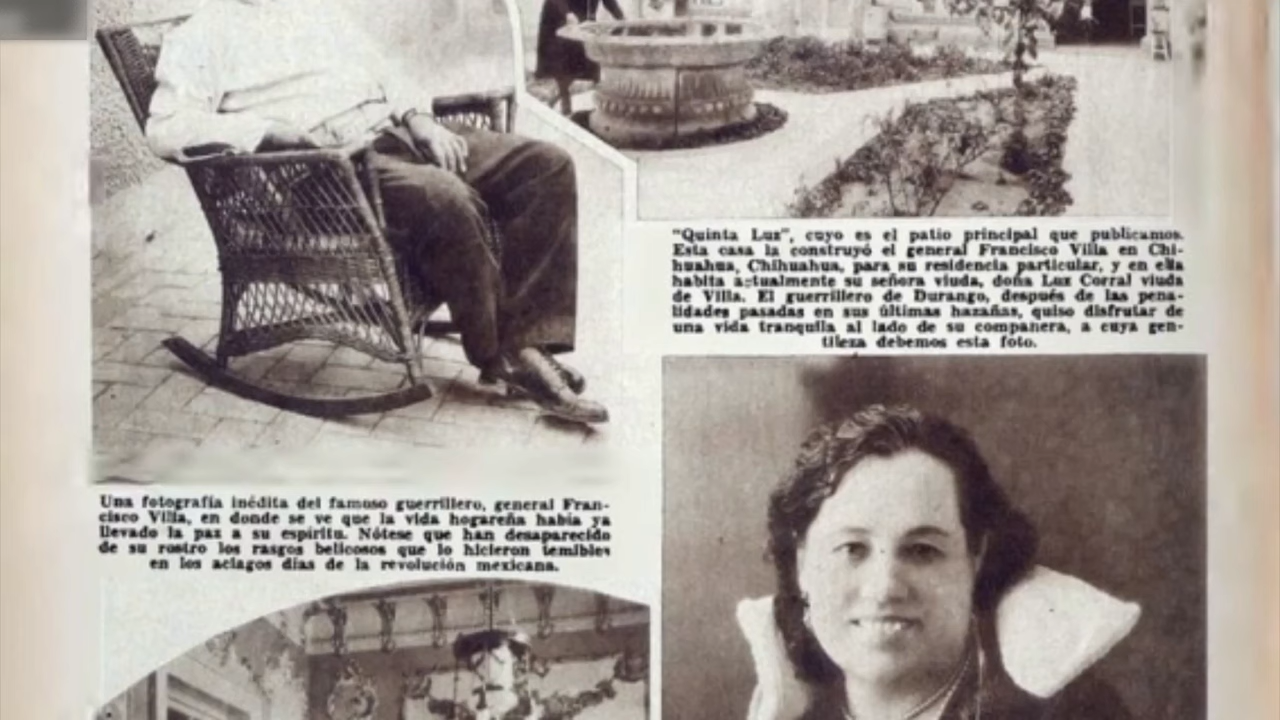 "Quinta Luz", cuyo es el patio principal que publicamos.
Esta casa la construyó el general Francisco Villa en Chi-
huahua, Chihuahua, para su residencia particular, y en ella
habita actualmente su señora viuda, doña Luz Corral viuda
de Villa. El guerrillero de Durango, después de las pena-
lidades pasadas en sus últimas hazañas, quiso disfrutar de
una vida tranquila al lado de su compañera, a cuya gen-
tileza debemos esta foto.
Una fotografía inédita del famoso guerrillero, general Fran-
cisco Villa, en donde se ve que la vida hogareña había ya
llevado la paz a su espíritu. Nótese que han desaparecido
de su rostro los rasgos belicosos que lo hicieron temibles
en los aciagos días de la revolución mexicana.